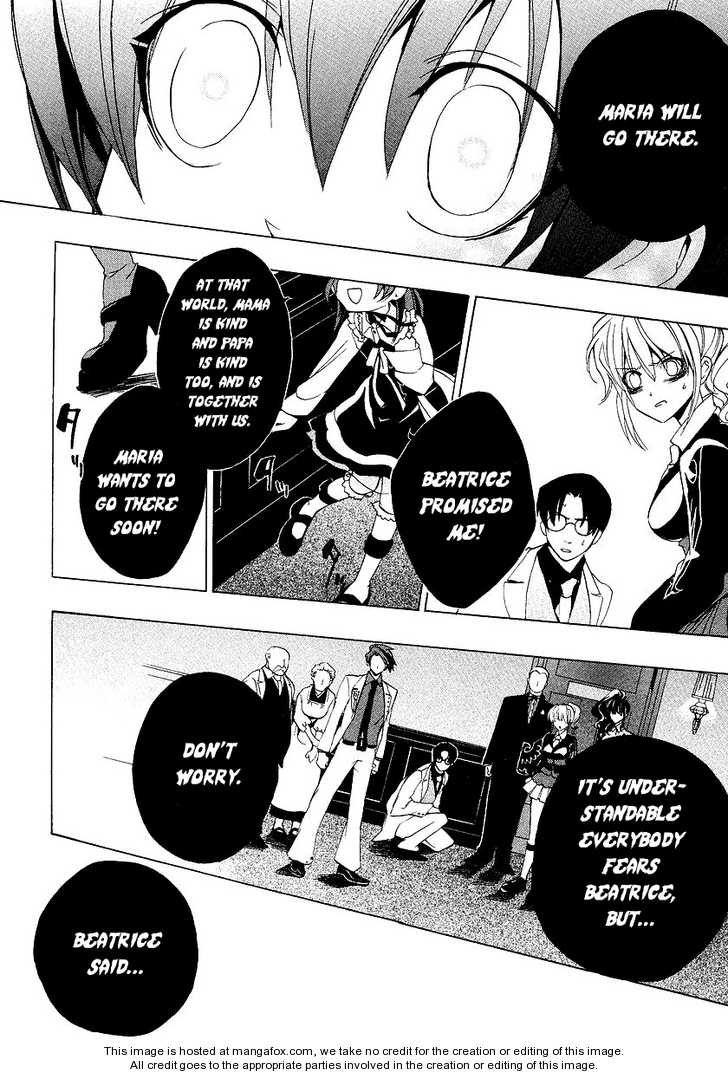 MARIA WILL
GO THERE.
BEATRICE
PROMISED
ME!
AT THAT
WORLD, MAMA
IS KIND
AND PAPA
IS KIND
TOO, AND IS
TOGETHER
WITH US.
MARIA
WANTS TO
GO THERE
SOON!
タ
タ
IT'S UNDER-
STANDABLE
EVERYBODY
FEARS
BEATRICE,
BUT...
DON'T
WORRY.
BEATRICE
SAID...
This image is hosted at mangafox.com, we take no credit for the creation or editing of this image.
All credit goes to the appropriate parties involved in the creation or editing of this image.